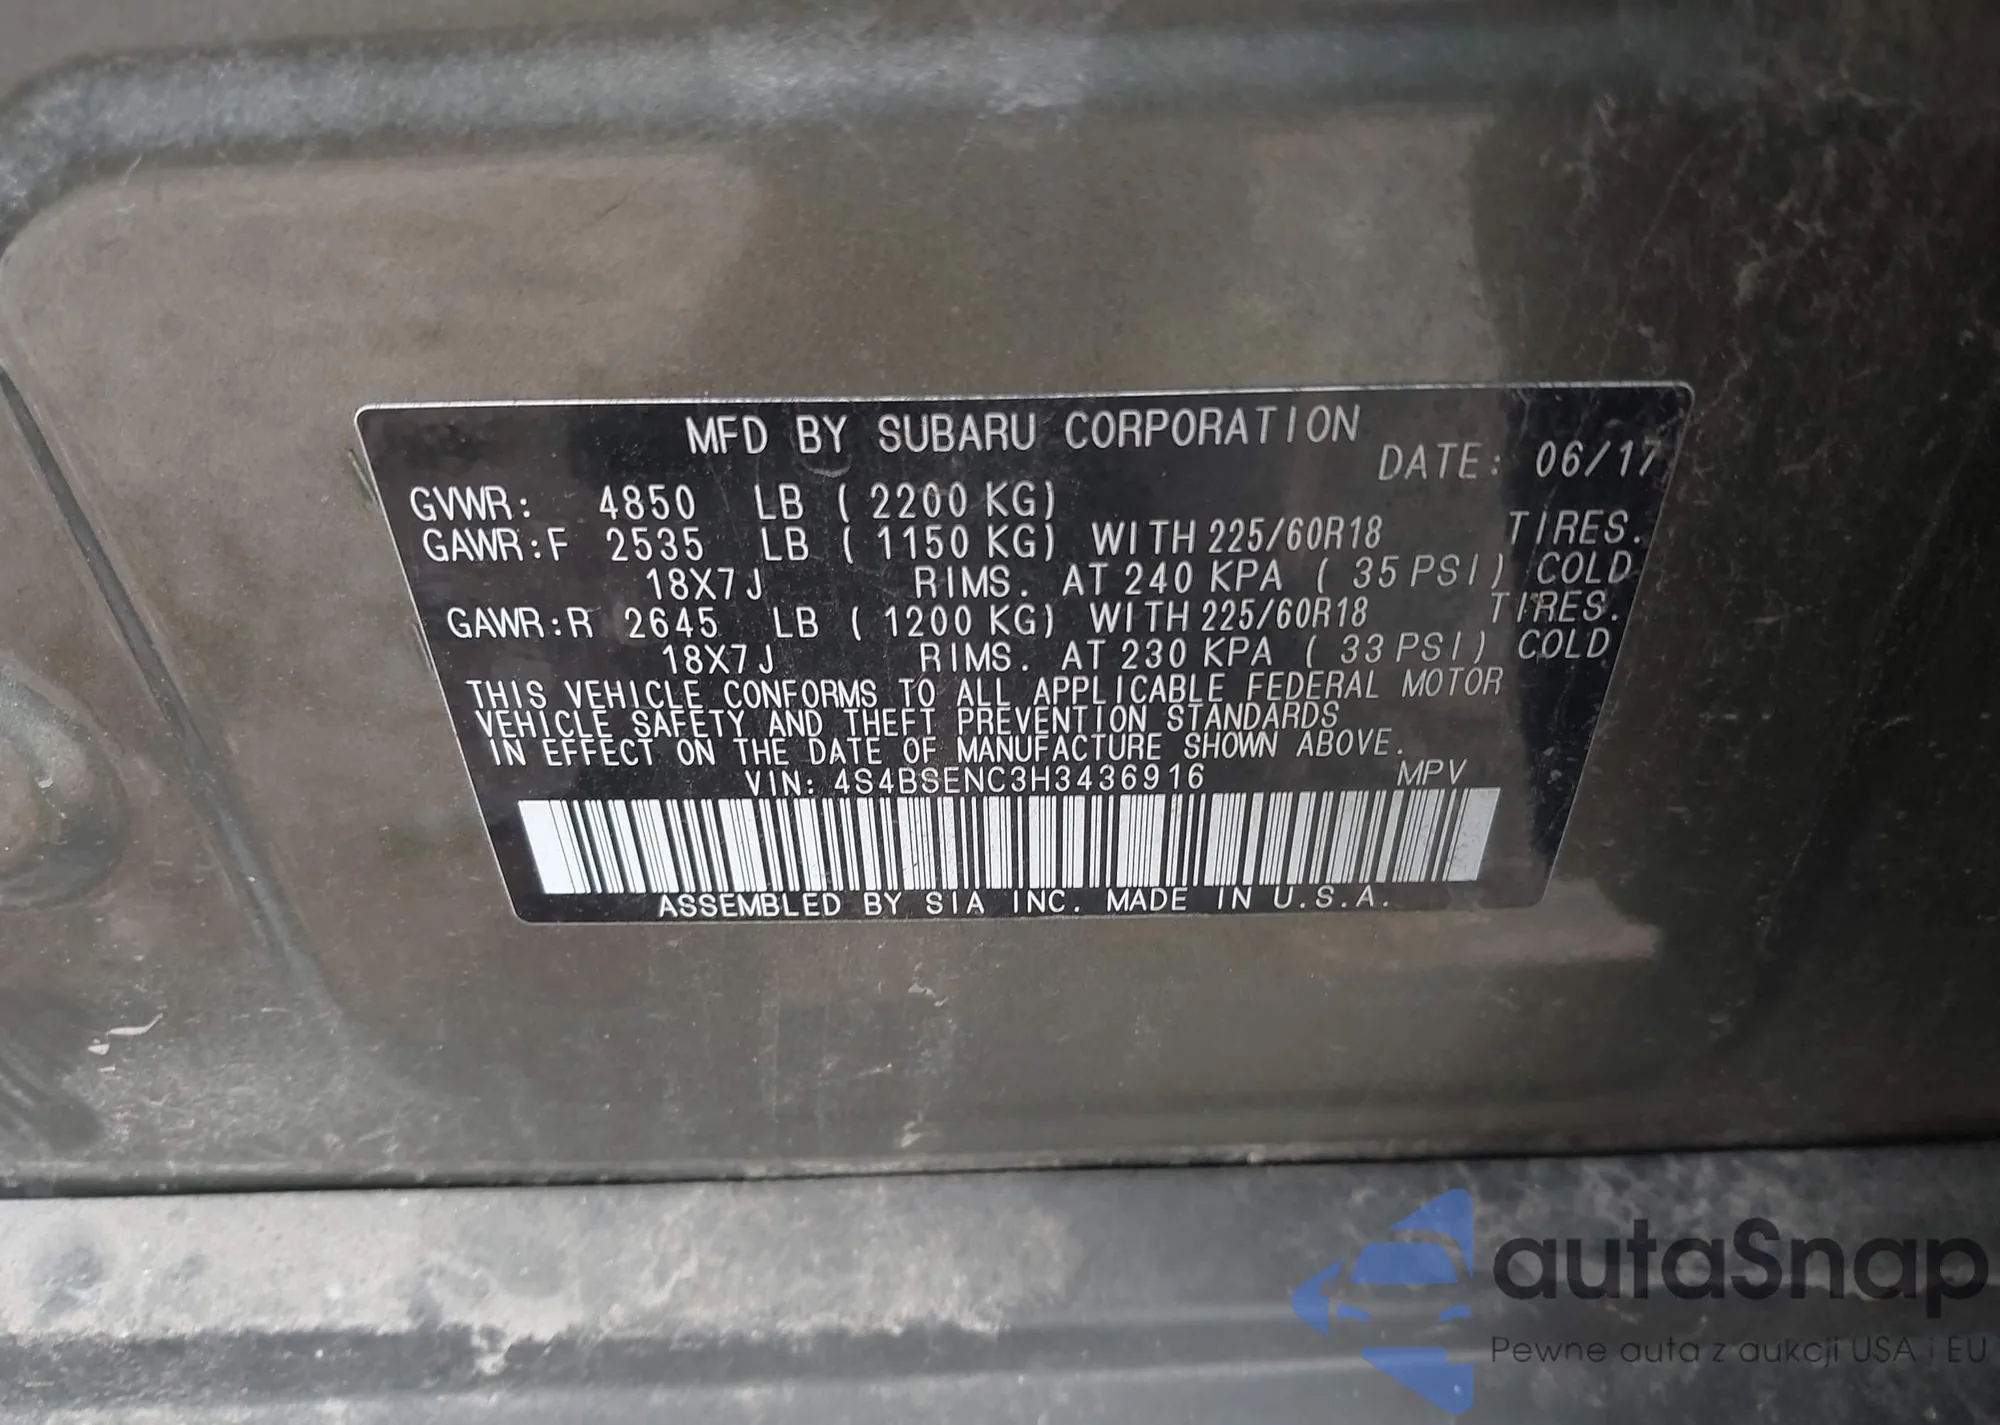 MFD BY SUBARU CORPORATION
DATE: 06/17
GVWR: 4850 LB ( 2200 KG)
GAWR:F 2535 LB ( 1150 KG) WITH 225/60R18 TIRES.
18X7J RIMS. AT 240 KPA ( 35 PSI) COLD
GAWR:R 2645 LB ( 1200 KG) WITH 225/60R18 TIRES.
18X7J RIMS. AT 230 KPA ( 33 PSI) COLD
THIS VEHICLE CONFORMS TO ALL APPLICABLE FEDERAL MOTOR
VEHICLE SAFETY AND THEFT PREVENTION STANDARDS
IN EFFECT ON THE DATE OF MANUFACTURE SHOWN ABOVE.
VIN: 4S4BSENC3H3436916 MPV
ASSEMBLED BY SIA INC. MADE IN U.S.A.
autaSnap
Pewne auta z aukcji USA i EU